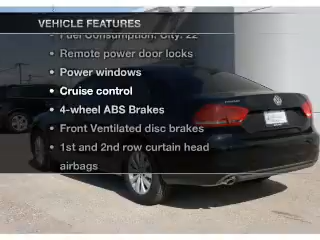 VEHICLE FEATURES
Fuel Consumption: City: 22
• Remote power door locks
• Power windows
• Cruise control
• 4-wheel ABS Brakes
• Front Ventilated disc brakes
• 1st and 2nd row curtain head
airbags